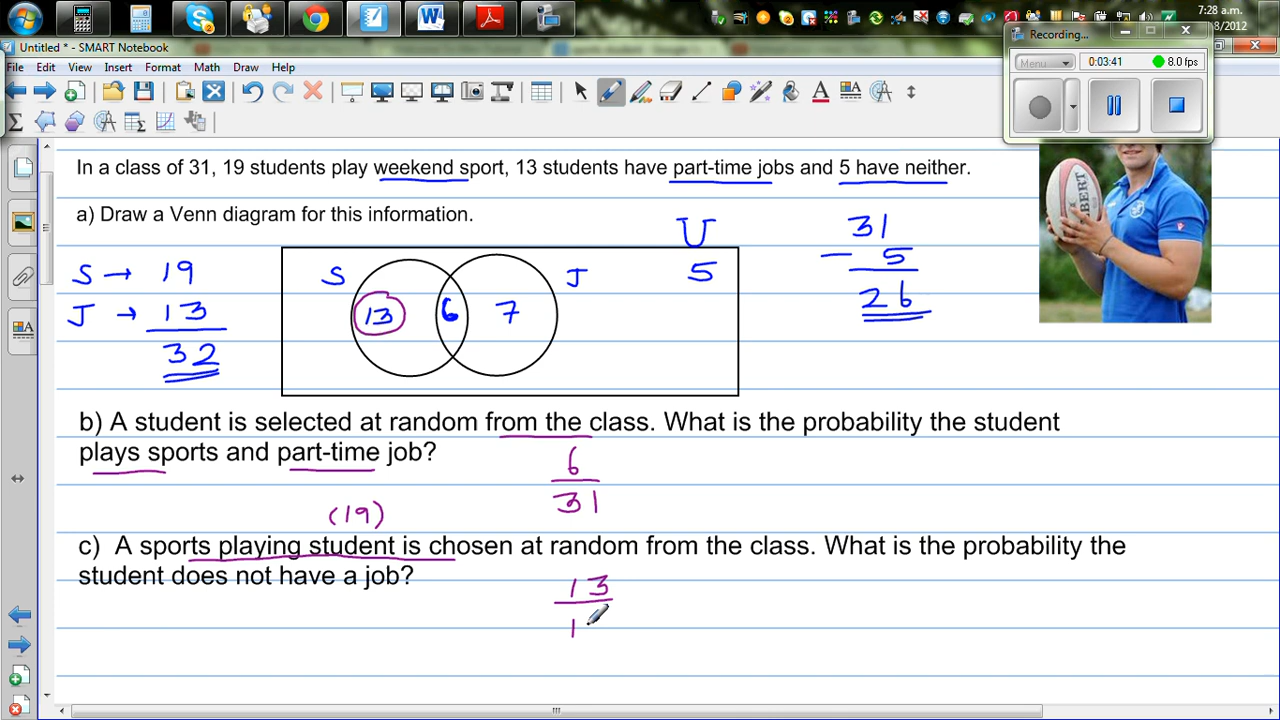 7:28 am
8/2012
Untitled * - SMART Notebook
Recording...
File Edit View Insert Format Math Draw Help
Menu 0:03:41 8.0 fps
In a class of 31, 19 students play weekend sport, 13 students have part-time jobs and 5 have neither.
a) Draw a Venn diagram for this information.
U
31
S → 19
S
J
5
- 5
J → 13
13
6
7
26
32
b) A student is selected at random from the class. What is the probability the student
plays sports and part-time job?
6
31
(19)
c) A sports playing student is chosen at random from the class. What is the probability the
student does not have a job?
13
1